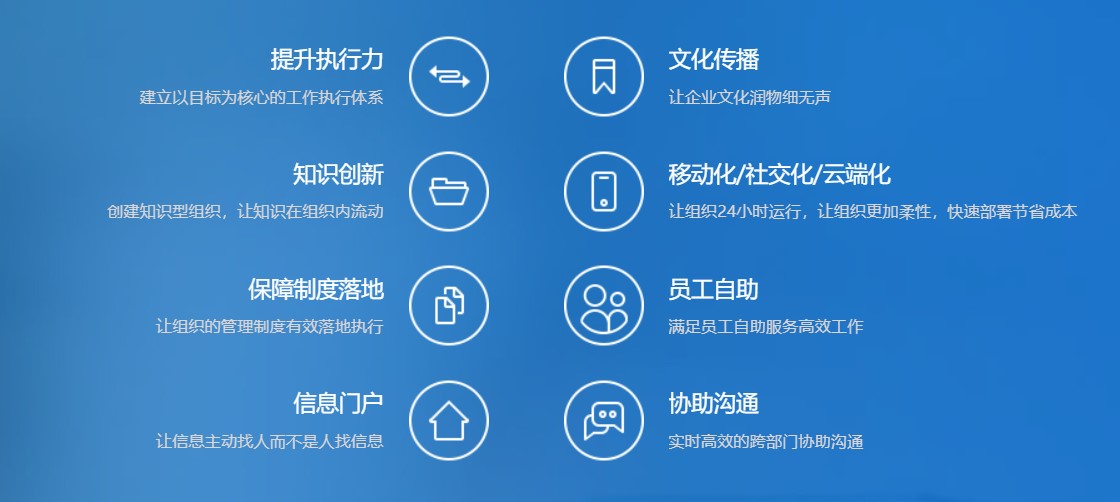 提升执行力
建立以目标为核心的工作执行体系
文化传播
让企业文化润物细无声
知识创新
创建知识型组织，让知识在组织内流动
移动化/社交化/云端化
让组织24小时运行，让组织更加柔性，快速部署节省成本
保障制度落地
让组织的管理制度有效落地执行
员工自助
满足员工自助服务高效工作
信息门户
让信息主动找人而不是人找信息
协助沟通
实时高效的跨部门协助沟通